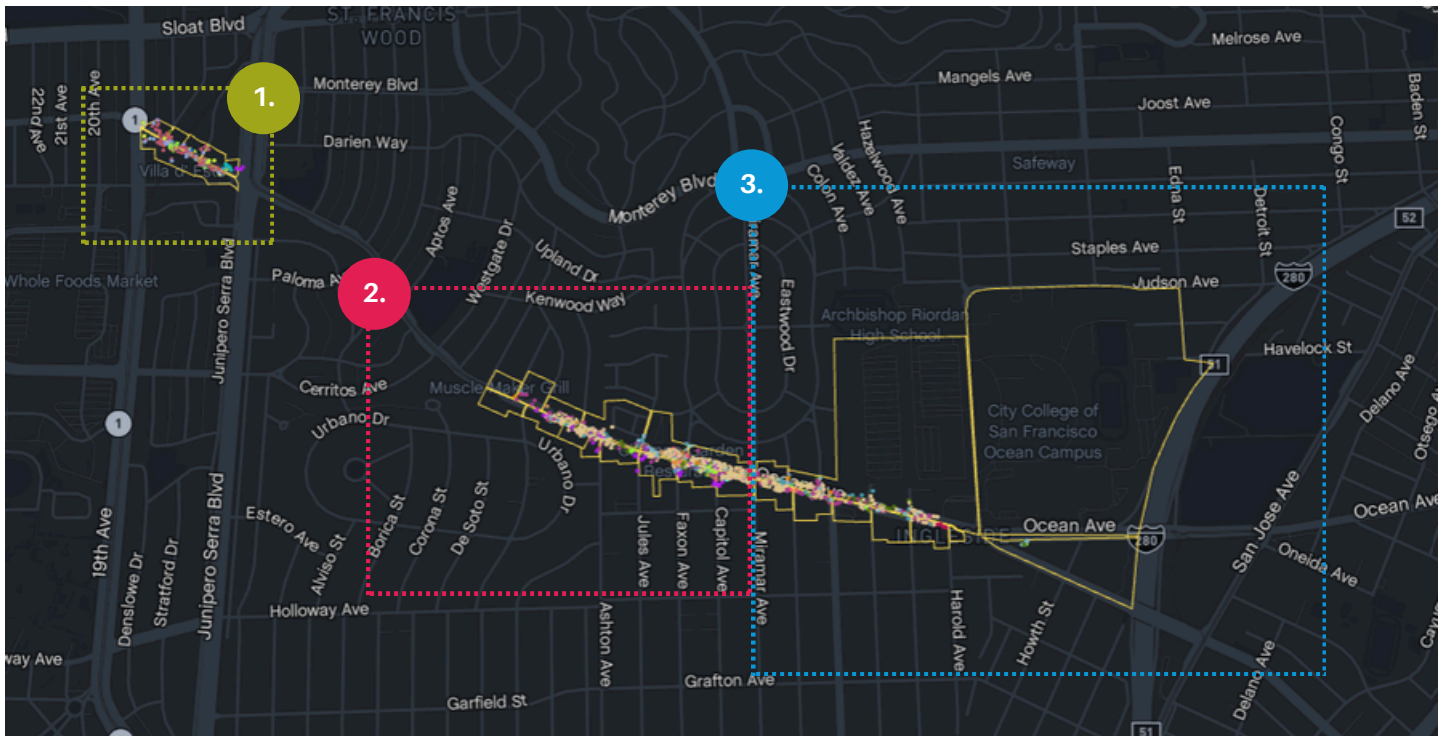 Sloat Blvd
ST. FRANCIS
WOOD
Melrose Ave
22nd Ave
21st Ave
20th Ave
1.
Monterey Blvd
Mangels Ave
Joost Ave
Baden St
1
Darien Way
Villa d'Este
Hazelwood Ave
Valdez Ave
Colon Ave
Safeway
Congo St
Monterey Blvd
3.
Miramar Ave
Edna St
Detroit St
52
Aptos Ave
Westgate Dr
Upland Dr
Staples Ave
Whole Foods Market
Junipero Serra Blvd
Paloma Ave
2.
Kenwood Way
Eastwood Dr
Judson Ave
280
Archbishop Riordan
High School
Havelock St
51
Cerritos Ave
Muscle Maker Grill
Delano Ave
Otsego Ave
1
Urbano Dr
City College of
San Francisco
Ocean Campus
Urbano Dr
Borica St
Corona St
De Soto St
19th Ave
Junipero Serra Blvd
Estero Ave
Alviso St
Jules Ave
Faxon Ave
Capitol Ave
Miramar Ave
INGLESIDE
Ocean Ave
280
San Jose Ave
Ocean Ave
Oneida Ave
Denslowe Dr
Stratford Dr
Holloway Ave
Ashton Ave
Harold Ave
Howth St
way Ave
Grafton Ave
Delano Ave
Garfield St
51